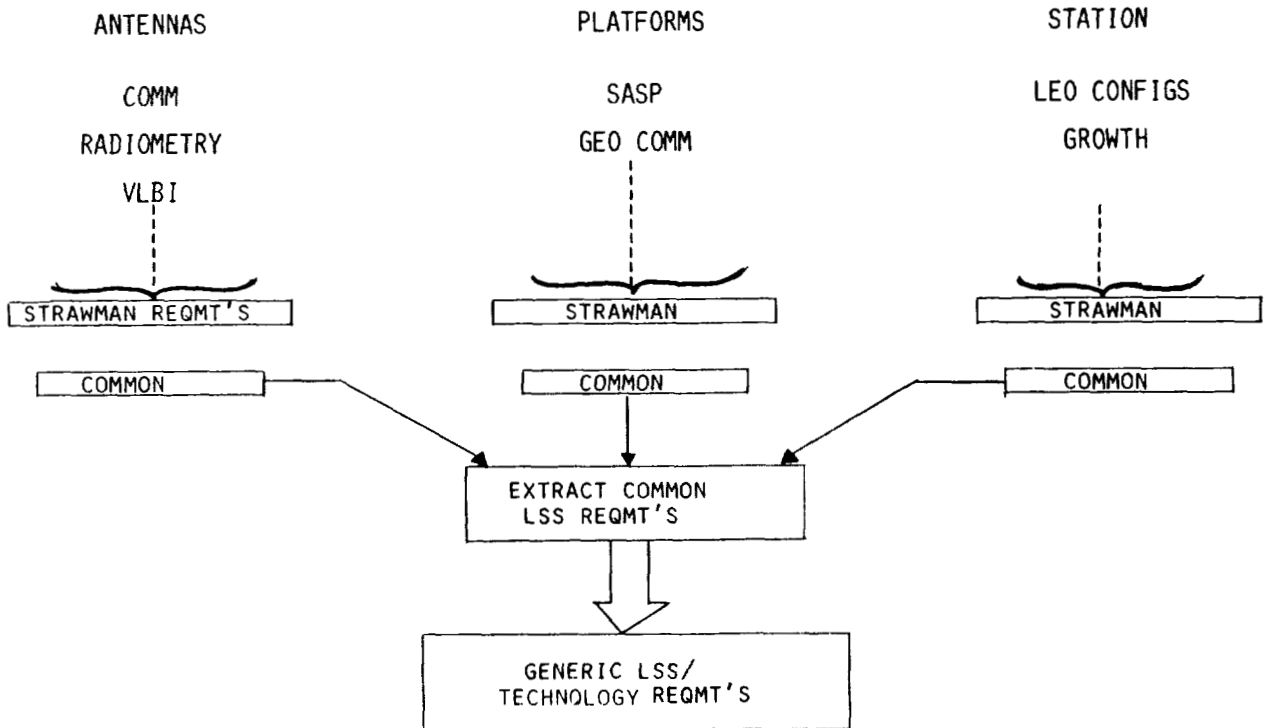 ANTENNAS
PLATFORMS
STATION
COMM
SASP
LEO CONFIGS
RADIOMETRY
GEO COMM
GROWTH
VLBI
STRAWMAN REQMT'S
STRAWMAN
STRAWMAN
COMMON
COMMON
COMMON
EXTRACT COMMON
LSS REQMT'S
GENERIC LSS/
TECHNOLOGY REQMT'S